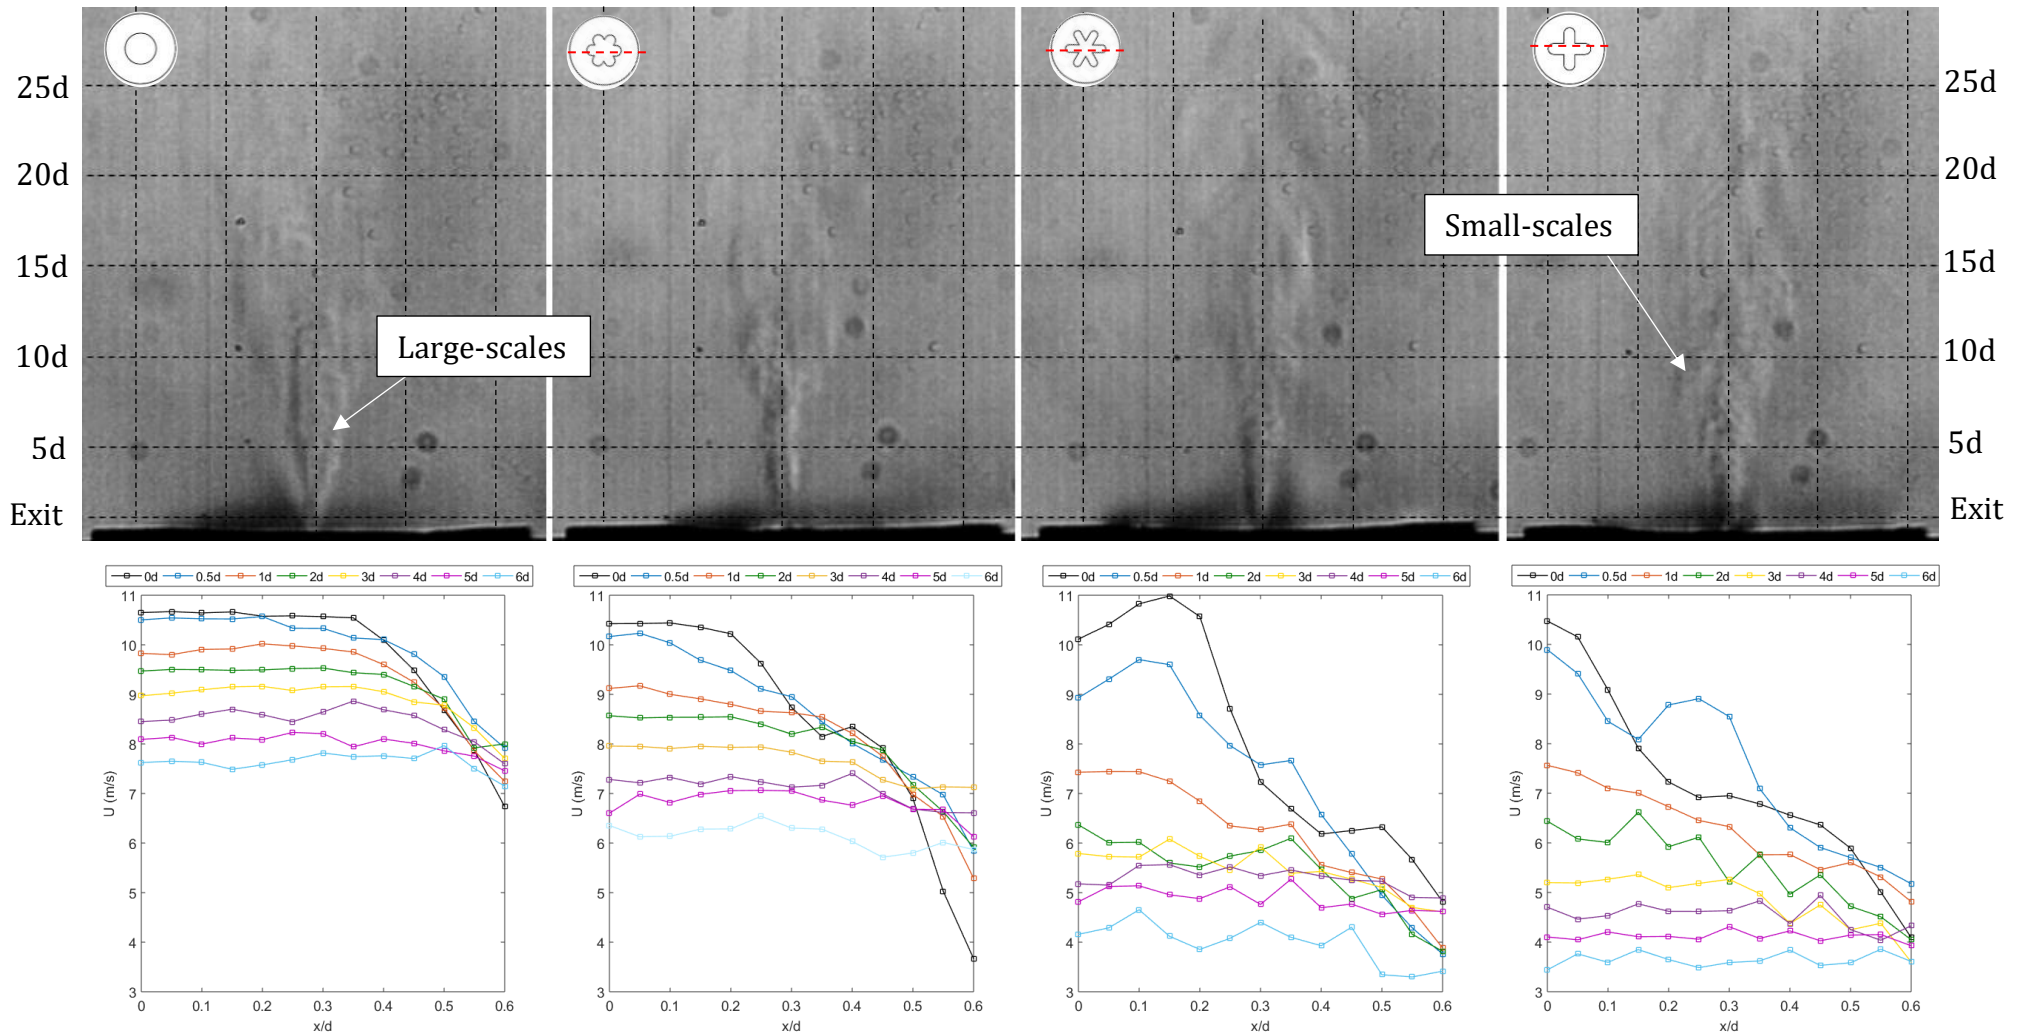 25d
20d
15d
10d
5d
Exit
Large-scales
Small-scales
25d
20d
15d
10d
5d
Exit
0d 0.5d 1d 2d 3d 4d 5d 6d
11
10
9
8
7
6
5
4
3
U (m/s)
0 0.1 0.2 0.3 0.4 0.5 0.6
x/d
0d 0.5d 1d 2d 3d 4d 5d 6d
11
10
9
8
7
6
5
4
3
U (m/s)
0 0.1 0.2 0.3 0.4 0.5 0.6
x/d
0d 0.5d 1d 2d 3d 4d 5d 6d
11
10
9
8
7
6
5
4
3
U (m/s)
0 0.1 0.2 0.3 0.4 0.5 0.6
x/d
0d 0.5d 1d 2d 3d 4d 5d 6d
11
10
9
8
7
6
5
4
3
U (m/s)
0 0.1 0.2 0.3 0.4 0.5 0.6
x/d